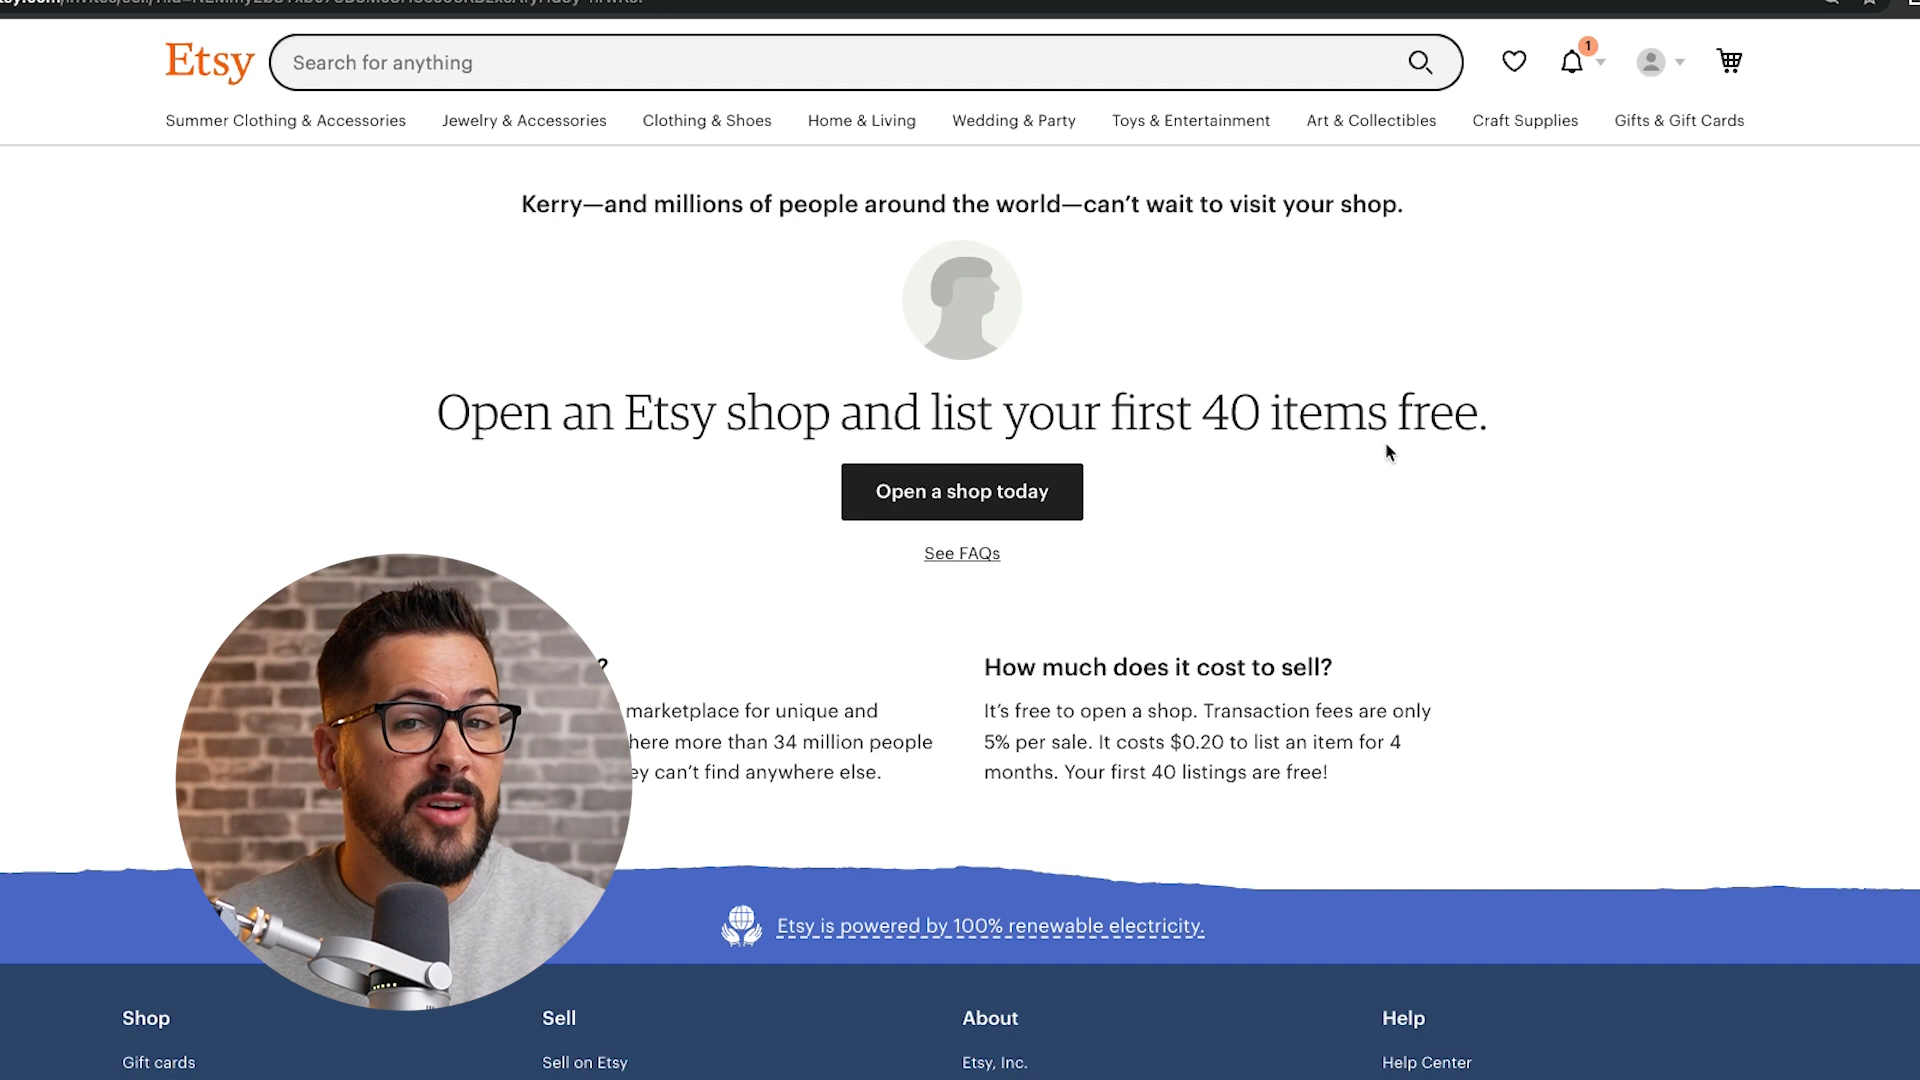 Etsy
Search for anything
1
Summer Clothing & Accessories
Jewelry & Accessories
Clothing & Shoes
Home & Living
Wedding & Party
Toys & Entertainment
Art & Collectibles
Craft Supplies
Gifts & Gift Cards
Kerry—and millions of people around the world—can’t wait to visit your shop.
Open an Etsy shop and list your first 40 items free.
Open a shop today
See FAQs
?
marketplace for unique and
here more than 34 million people
ey can’t find anywhere else.
How much does it cost to sell?
It’s free to open a shop. Transaction fees are only
5% per sale. It costs $0.20 to list an item for 4
months. Your first 40 listings are free!
Etsy is powered by 100% renewable electricity.
Shop
Gift cards
Sell
Sell on Etsy
About
Etsy, Inc.
Help
Help Center